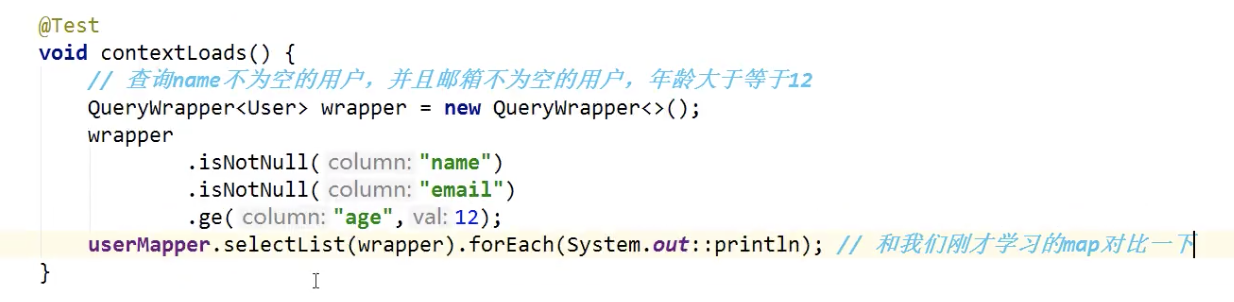 @Test
void contextLoads() {
// 查询name不为空的用户，并且邮箱不为空的用户，年龄大于等于12
QueryWrapper<User> wrapper = new QueryWrapper<>();
wrapper
.isNotNull( column: "name")
.isNotNull( column: "email")
.ge( column: "age", val: 12);
userMapper.selectList(wrapper).forEach(System.out::println); // 和我们刚才学习的map对比一下
}